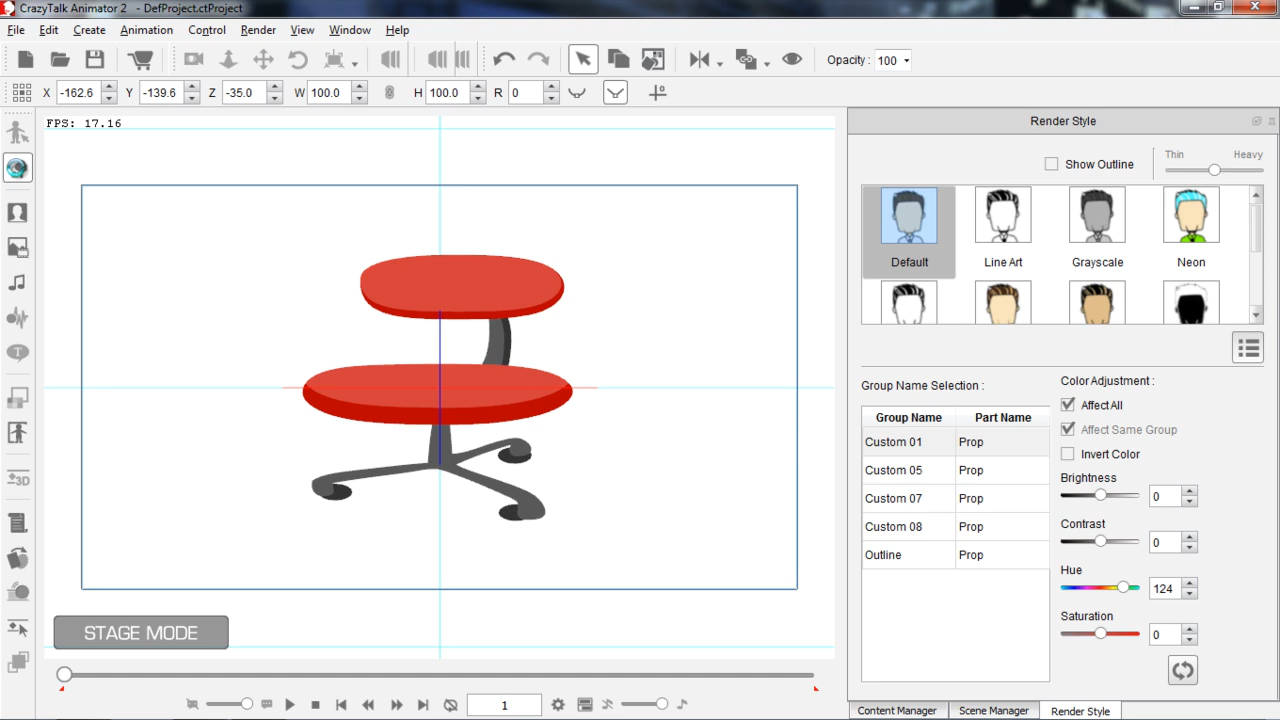 CrazyTalk Animator 2 - DefProject.ctProject
File Edit Create Animation Control Render View Window Help
Opacity : 100
X -162.6 Y -139.6 Z -35.0 W 100.0 H 100.0 R 0
FPS: 17.16
Render Style
Show Outline
Thin Heavy
Default Line Art Grayscale Neon
Group Name Selection :
Group Name Part Name
Custom 01 Prop
Custom 05 Prop
Custom 07 Prop
Custom 08 Prop
Outline Prop
Color Adjustment :
Affect All
Affect Same Group
Invert Color
Brightness
0
Contrast
0
Hue
124
Saturation
0
+3D
STAGE MODE
1
Content Manager Scene Manager Render Style